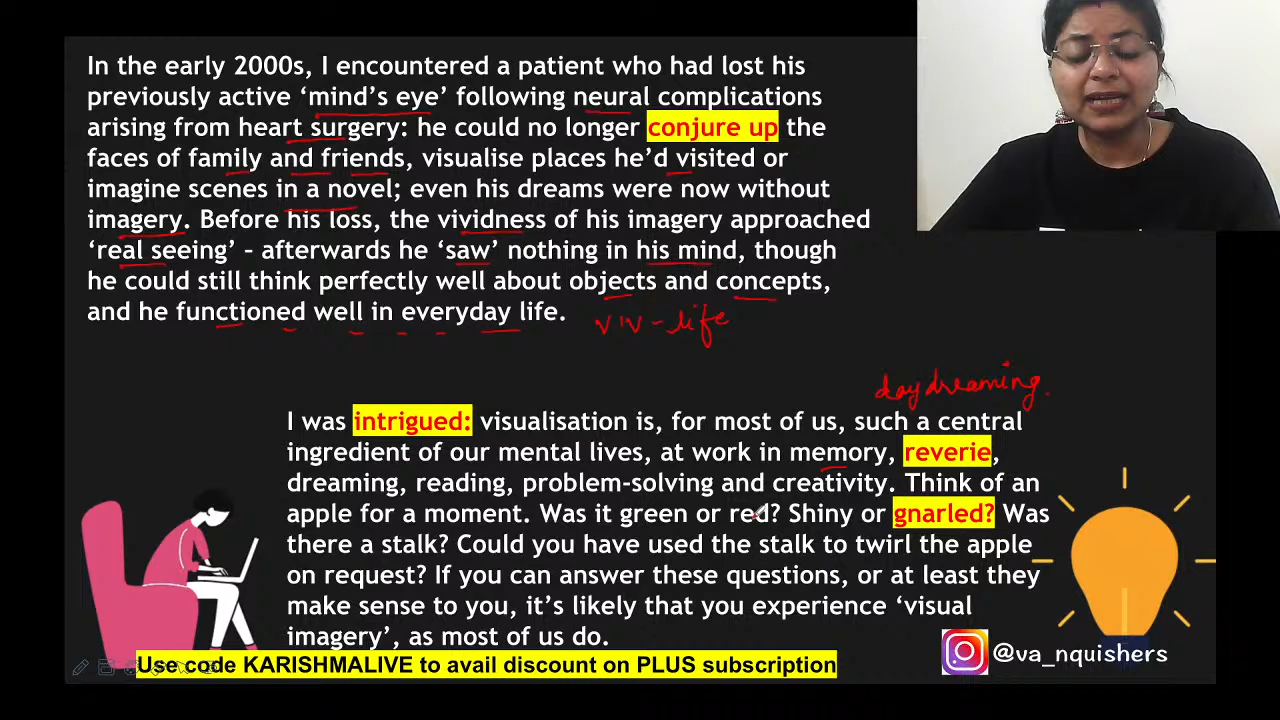 In the early 2000s, I encountered a patient who had lost his
previously active ‘mind’s eye’ following neural complications
arising from heart surgery: he could no longer conjure up the
faces of family and friends, visualise places he’d visited or
imagine scenes in a novel; even his dreams were now without
imagery. Before his loss, the vividness of his imagery approached
‘real seeing’ – afterwards he ‘saw’ nothing in his mind, though
he could still think perfectly well about objects and concepts,
and he functioned well in everyday life.
viv - life
daydreaming.
I was intrigued: visualisation is, for most of us, such a central
ingredient of our mental lives, at work in memory, reverie,
dreaming, reading, problem-solving and creativity. Think of an
apple for a moment. Was it green or red? Shiny or gnarled? Was
there a stalk? Could you have used the stalk to twirl the apple
on request? If you can answer these questions, or at least they
make sense to you, it’s likely that you experience ‘visual
imagery’, as most of us do.
@va_nquishers
Use code KARISHMALIVE to avail discount on PLUS subscription